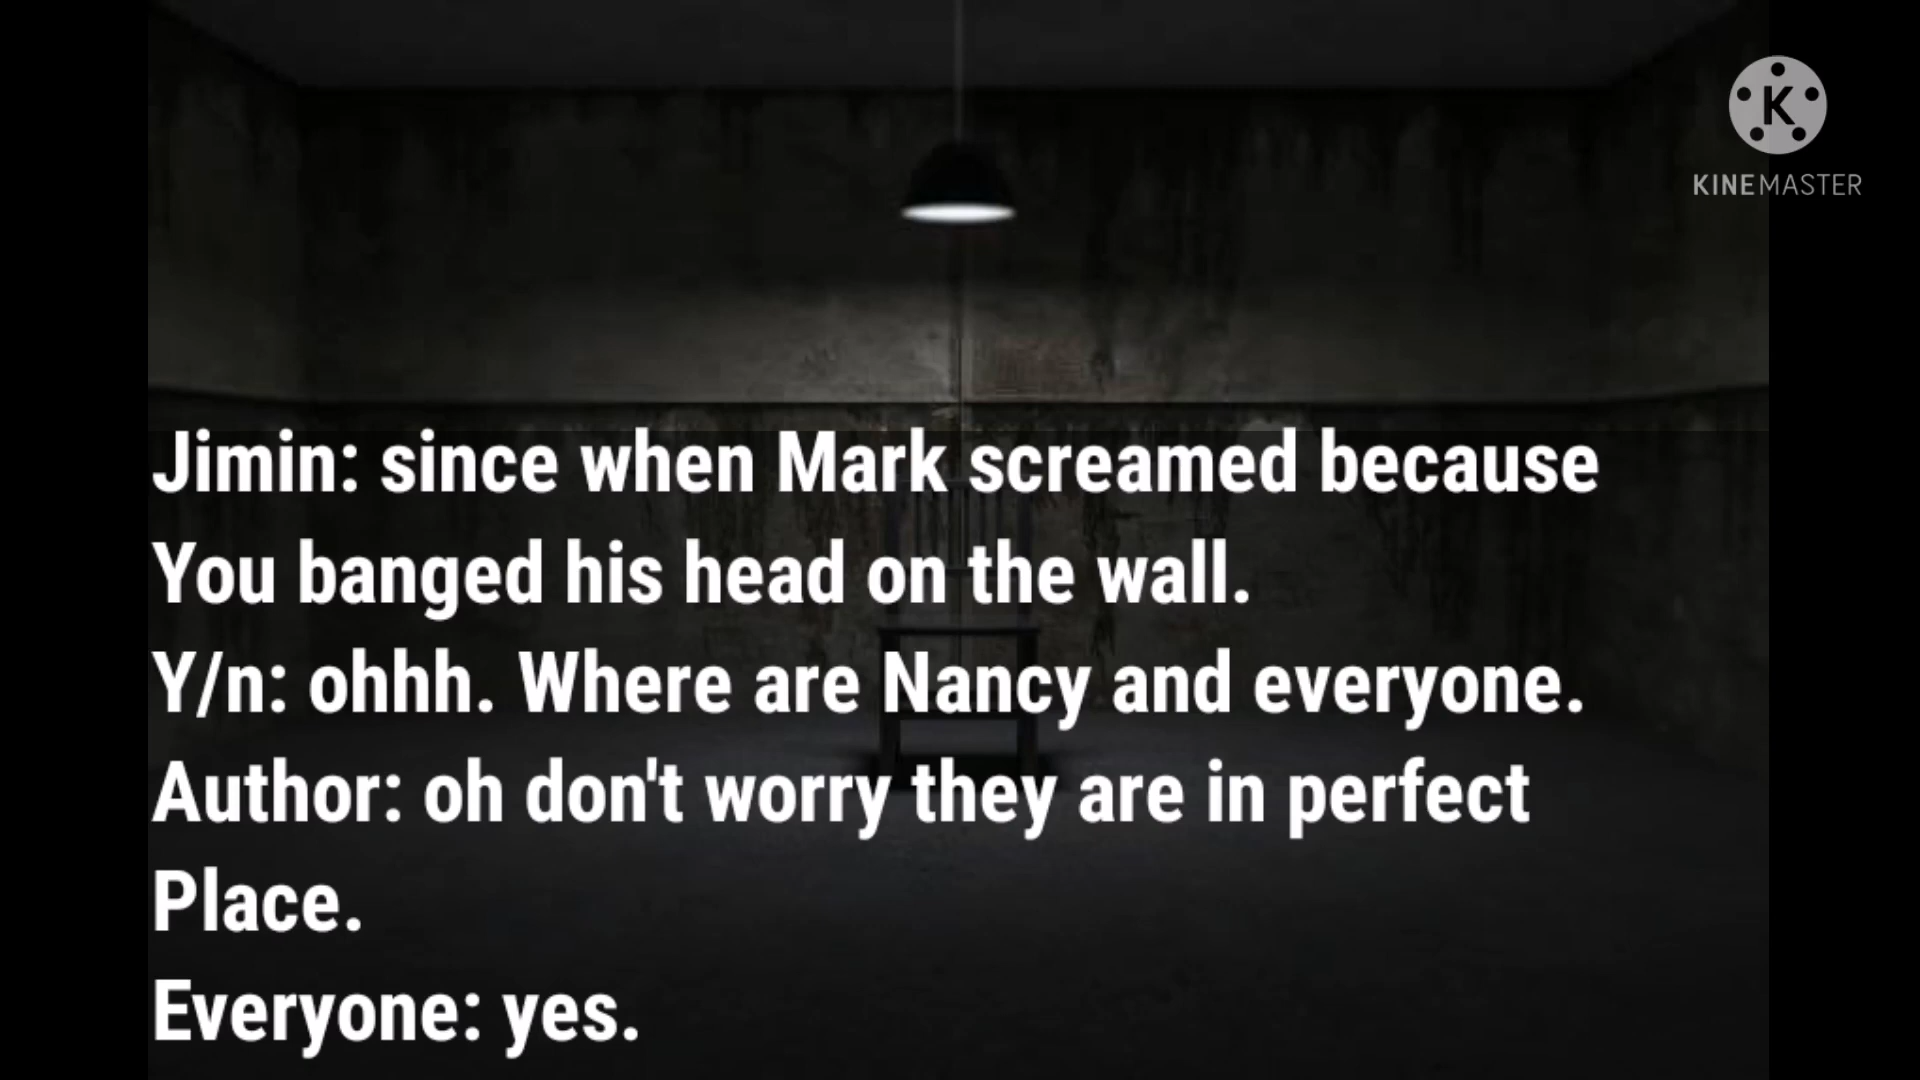 K
KINEMASTER
Jimin: since when Mark screamed because
You banged his head on the wall.
Y/n: ohhh. Where are Nancy and everyone.
Author: oh don't worry they are in perfect
Place.
Everyone: yes.